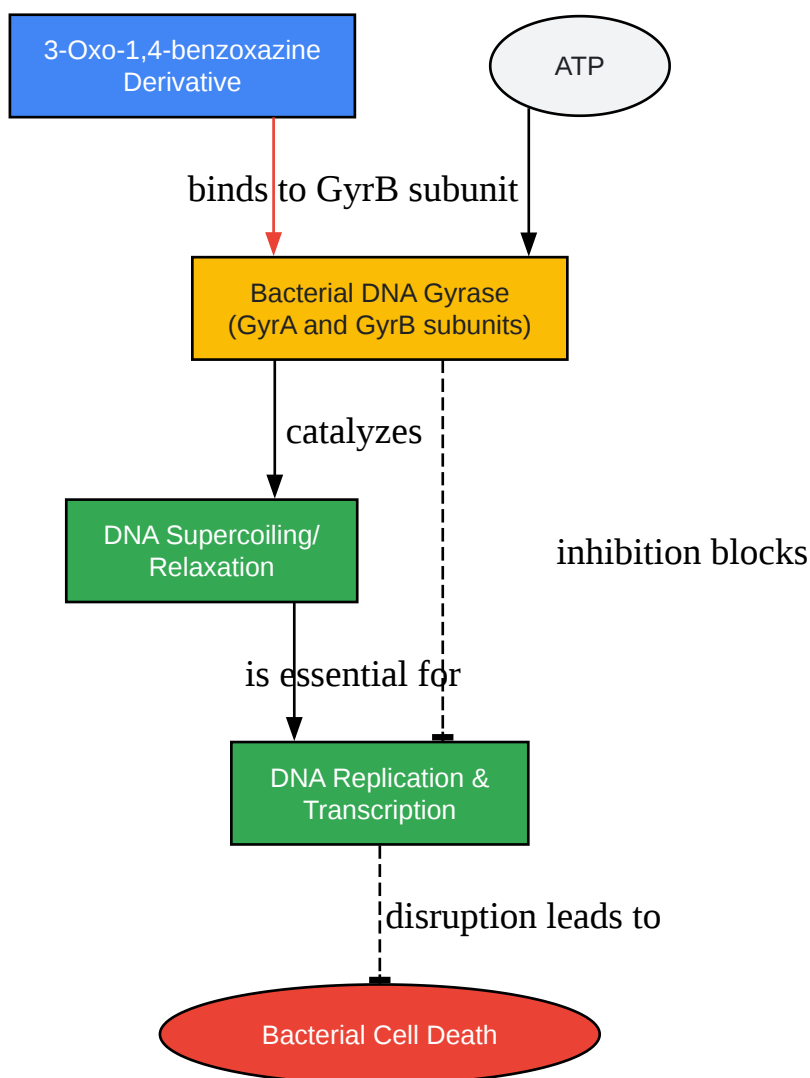 3-Oxo-1,4-benzoxazine
Derivative
ATP
binds to GyrB subunit
Bacterial DNA Gyrase
(GyrA and GyrB subunits)
catalyzes
DNA Supercoiling/
Relaxation
inhibition blocks
is essential for
DNA Replication &
Transcription
disruption leads to
Bacterial Cell Death